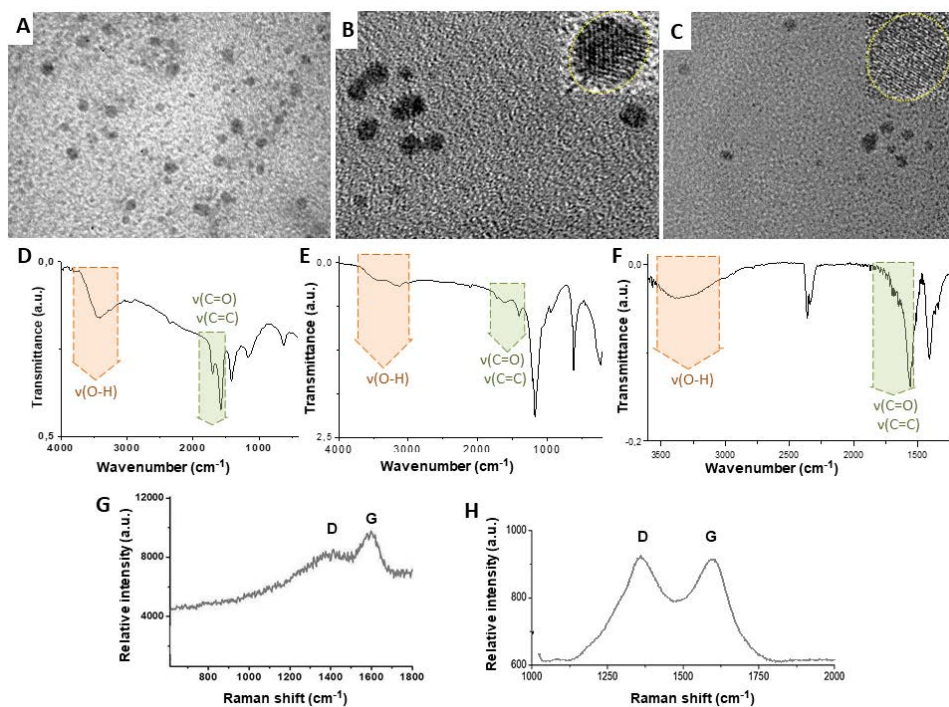 A
B
C
D
0,0
Transmittance (a.u.)
0,5
ν(O-H)
ν(C=O)
ν(C=C)
4000
3000
2000
1000
Wavenumber (cm⁻¹)
E
0,0
Transmittance (a.u.)
2,5
ν(O-H)
ν(C=O)
ν(C=C)
4000
3000
2000
1000
Wavenumber (cm⁻¹)
F
0,0
Transmittance (a.u.)
-0,2
ν(O-H)
ν(C=O)
ν(C=C)
3500
3000
2500
2000
1500
Wavenumber (cm⁻¹)
G
12000
8000
4000
Relative intensity (a.u.)
D
G
800
1000
1200
1400
1600
1800
Raman shift (cm⁻¹)
H
1000
900
800
600
Relative intensity (a.u.)
D
G
1000
1250
1500
1750
2000
Raman shift (cm⁻¹)